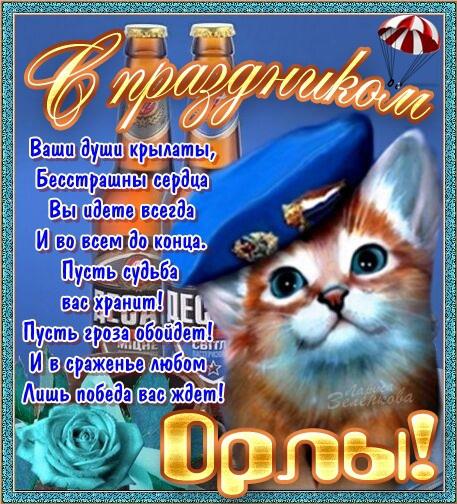 С праздником
Ваши души крылаты,
Бесстрашны сердца
Вы идете всегда
И во всем до конца.
Пусть судьба
вас хранит!
Пусть гроза обойдет!
И в сраженье любом
Лишь победа вас ждет!
Зеленкова
Орлы!